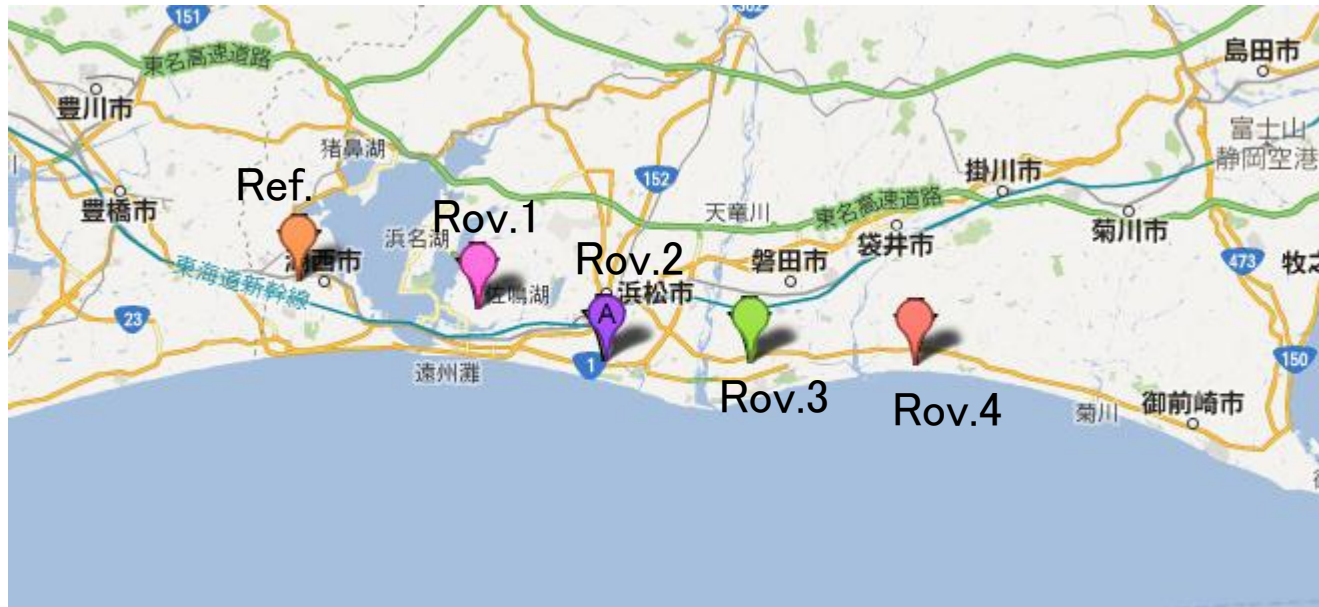 151
302
東名高速道路
島田市
豊川市
富士山
静岡空港
猪鼻湖
152
掛川市
Ref.
豊橋市
Rov.1
天竜川
東名高速道路
菊川市
浜名湖
袋井市
湖西市
Rov.2
磐田市
473
東海道新幹線
佐鳴湖
浜松市
A
23
1
150
遠州灘
Rov.3
Rov.4
菊川
御前崎市